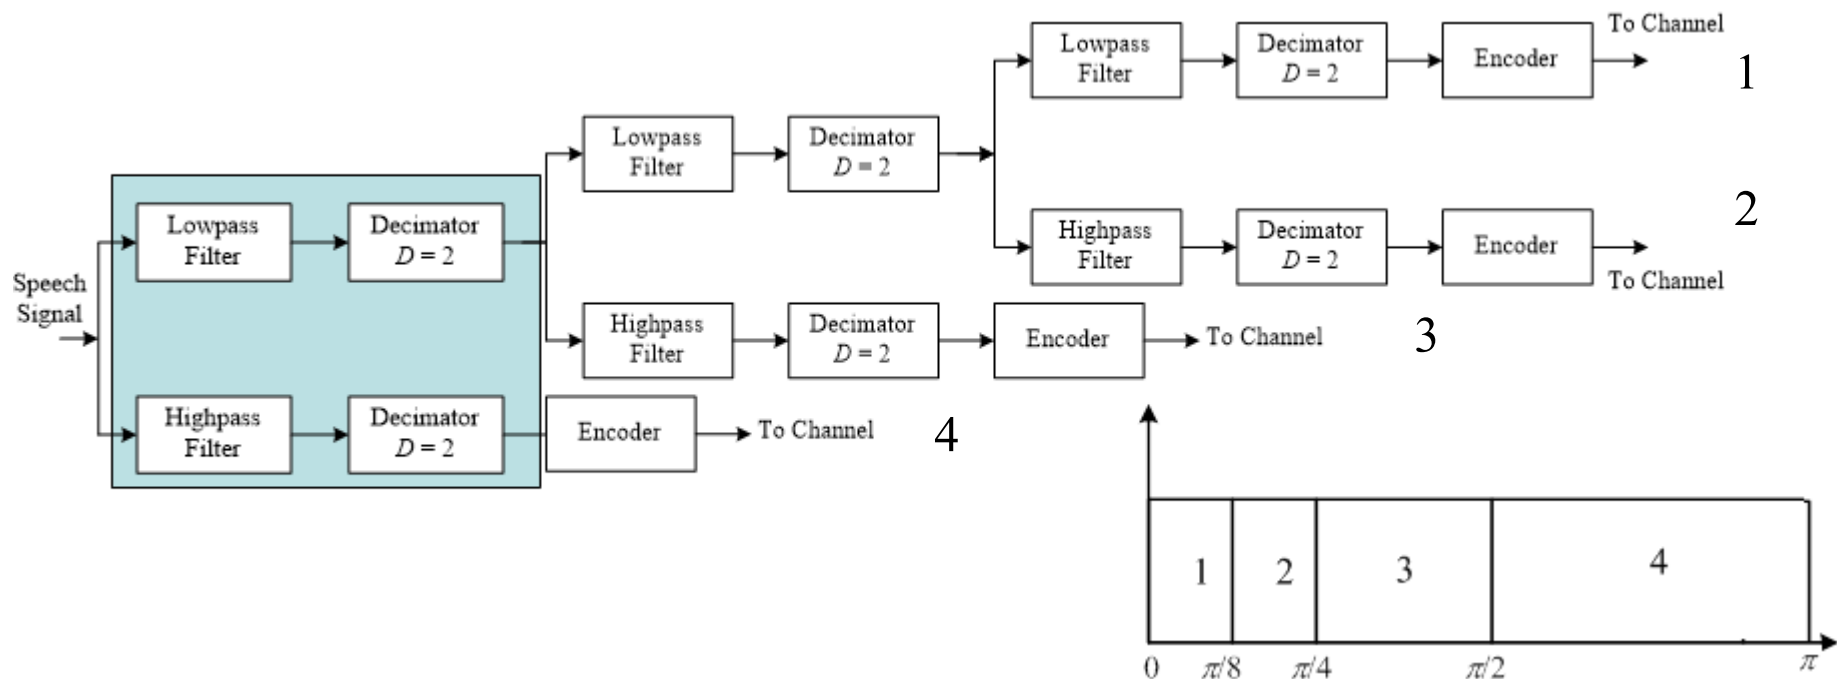 To Channel
Lowpass
Filter
Decimator
D = 2
Encoder
1
Lowpass
Filter
Decimator
D = 2
Highpass
Filter
Decimator
D = 2
Encoder
2
To Channel
Lowpass
Filter
Decimator
D = 2
Speech
Signal
Highpass
Filter
Decimator
D = 2
Encoder
To Channel
3
Highpass
Filter
Decimator
D = 2
Encoder
To Channel
4
1 2 3 4
0 π/8 π/4 π/2 π